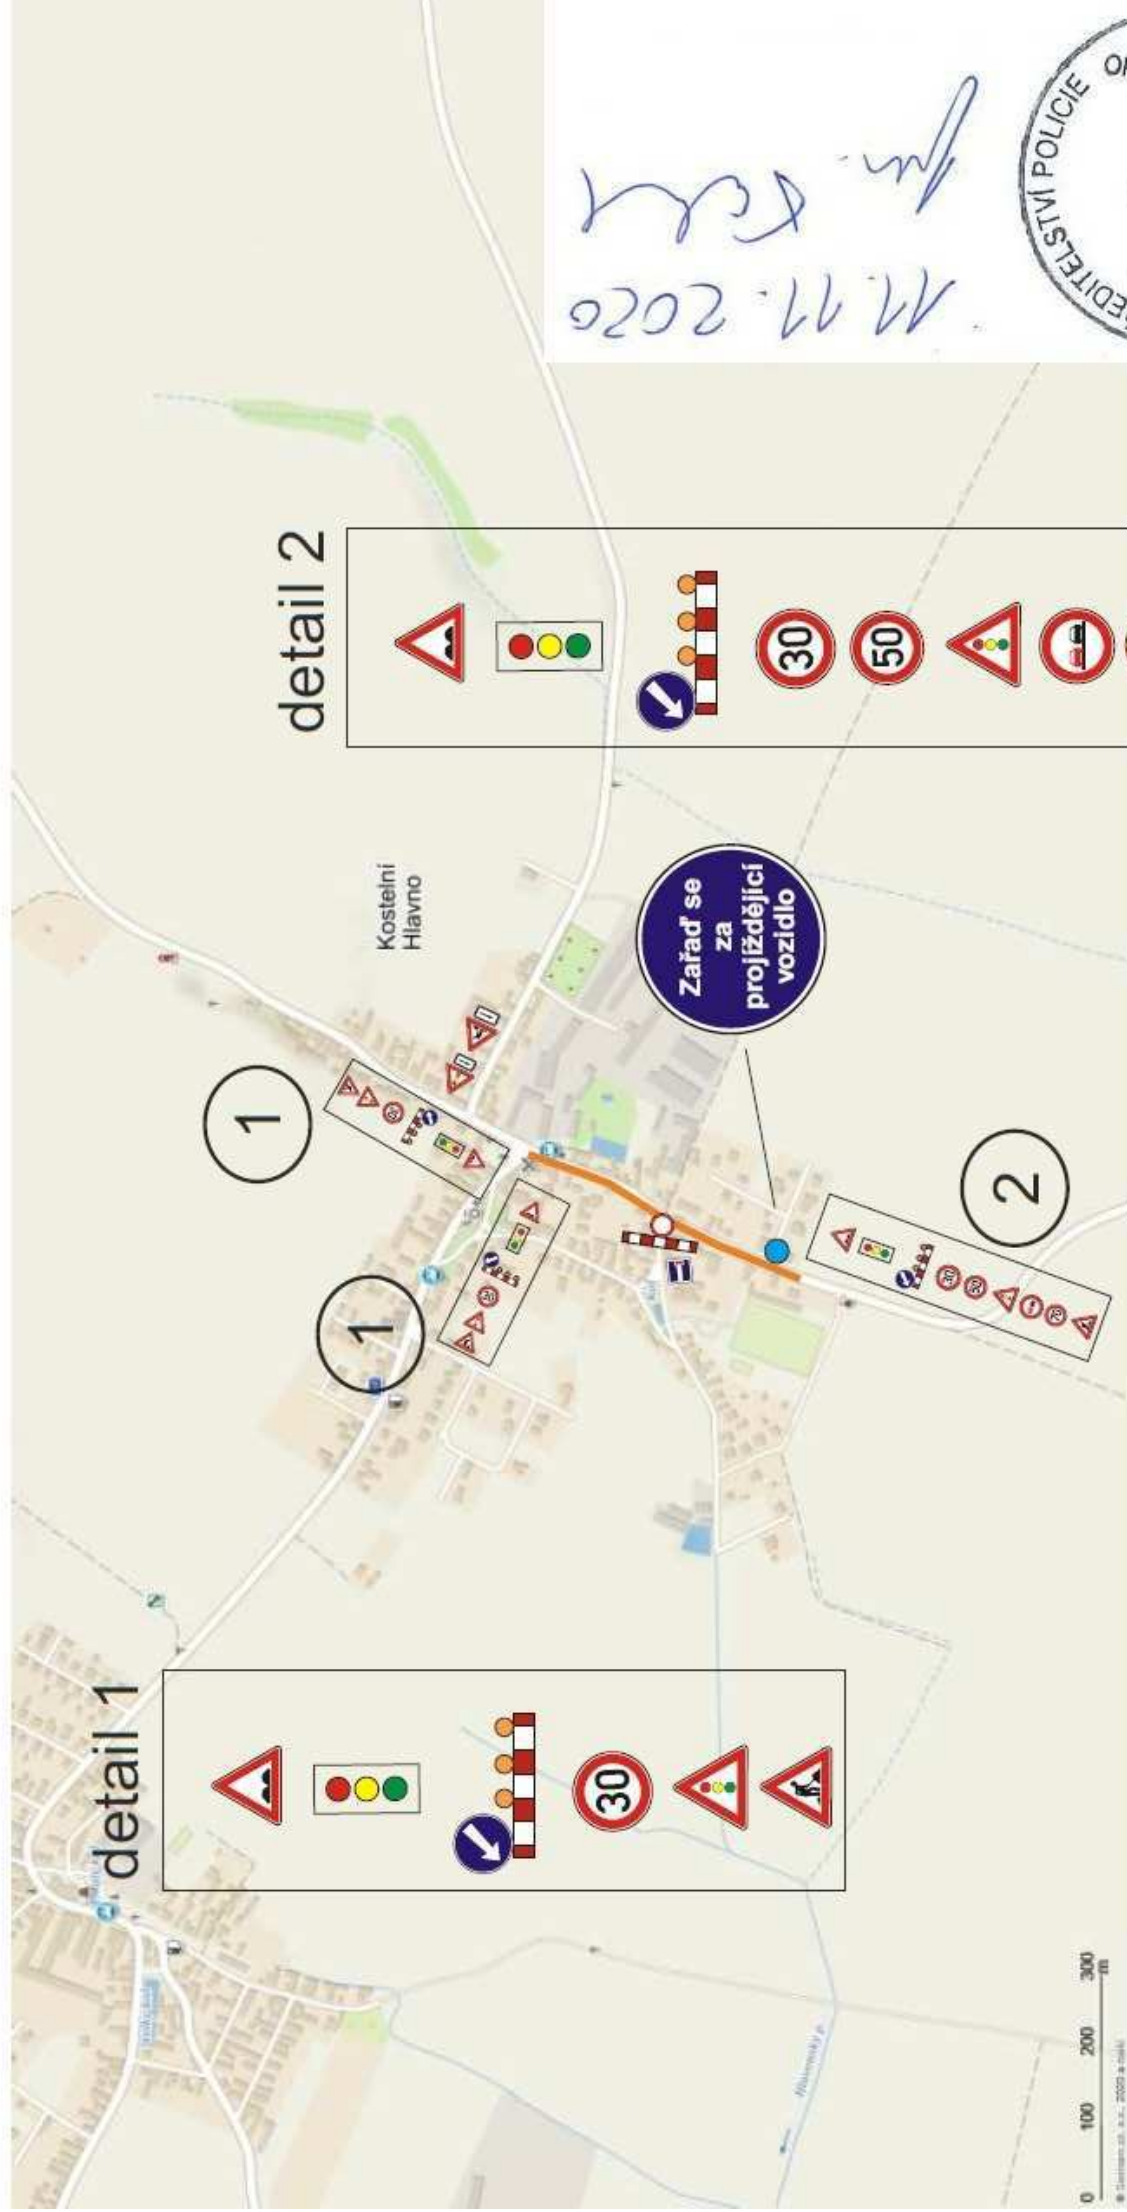 detail 1
30
detail 2
30
50
1
1
2
Kostelní
Hlavno
Zařaď se
za
projíždějící
vozidlo
11.11.2020
ŘEDITELSTVÍ POLICIE
0 100 200 300
m